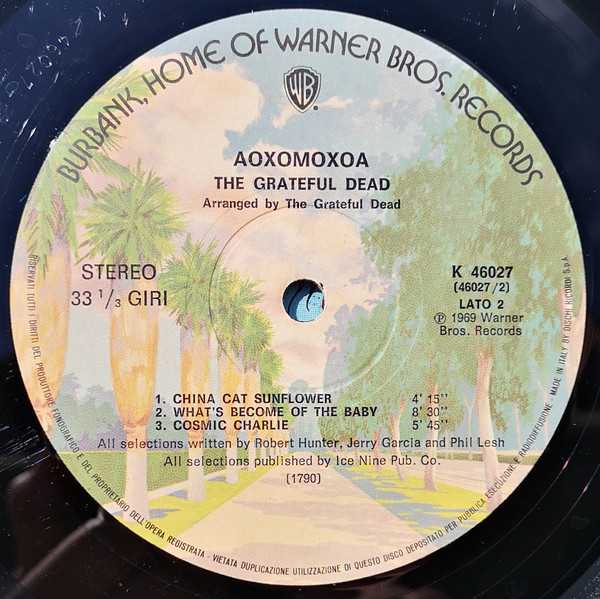 BURBANK, HOME OF WARNER BROS. RECORDS
WB
AOXOMOXOA
THE GRATEFUL DEAD
Arranged by The Grateful Dead
STEREO
33 1/3 GIRI
K 46027
(46027/2)
LATO 2
Ⓟ 1969 Warner
Bros. Records
1. CHINA CAT SUNFLOWER 4' 15''
2. WHAT'S BECOME OF THE BABY 8' 30''
3. COSMIC CHARLIE 5' 45''
All selections written by Robert Hunter, Jerry Garcia and Phil Lesh
All selections published by Ice Nine Pub. Co.
(1790)
RISERVATI TUTTI I DIRITTI DEL PRODUTTORE FONOGRAFICO E DEL PROPRIETARIO DELL'OPERA REGISTRATA - VIETATA DUPLICAZIONE UTILIZZAZIONE DI QUESTO DISCO DEPOSITATO PER PUBBLICA ESECUZIONE E RADIODIFFUSIONE - MADE IN ITALY BY DISCHI RICORDI S.p.A.